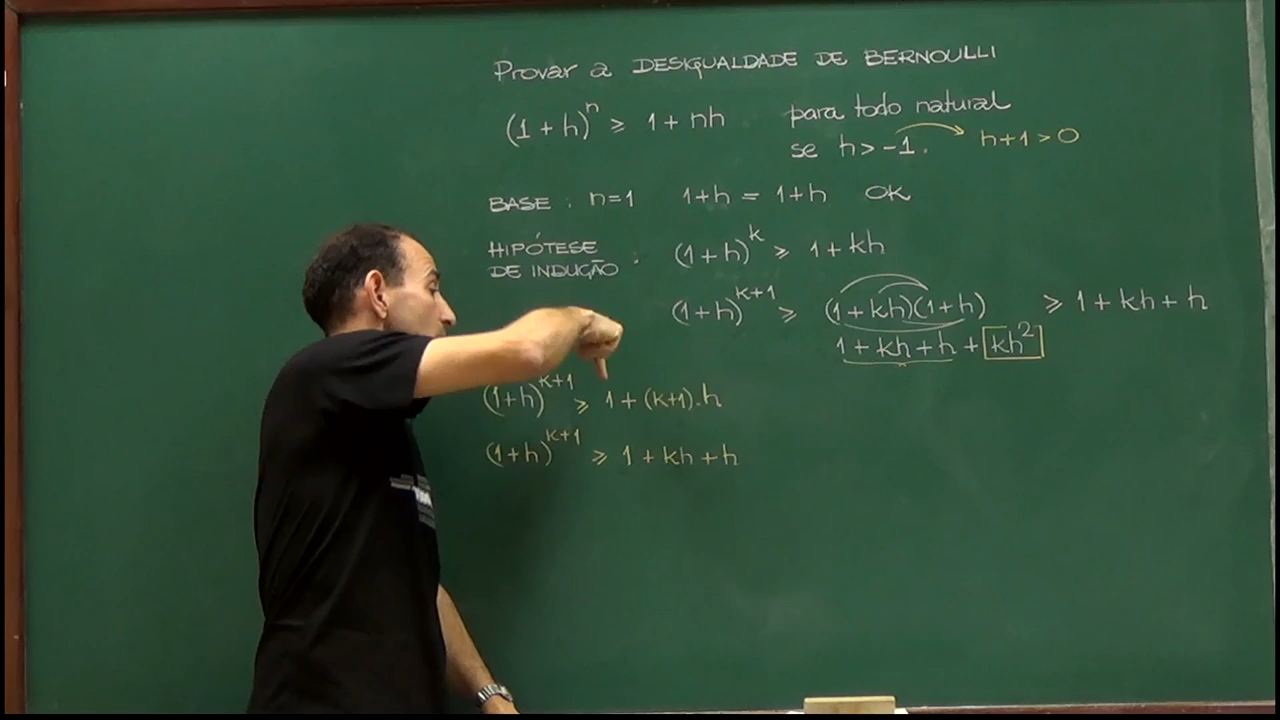 Provar a DESIGUALDADE DE BERNOULLI
(1+h)^n ≥ 1+nh para todo natural
se h > -1. h+1 > 0
BASE : n=1 1+h = 1+h OK
HIPÓTESE DE INDUÇÃO : (1+h)^k ≥ 1+kh
(1+h)^{k+1} ≥ (1+kh)(1+h) ≥ 1+kh+h
1+kh+h + kh^2
(1+h)^{k+1} ≥ 1+(k+1).h
(1+h)^{k+1} ≥ 1+kh+h